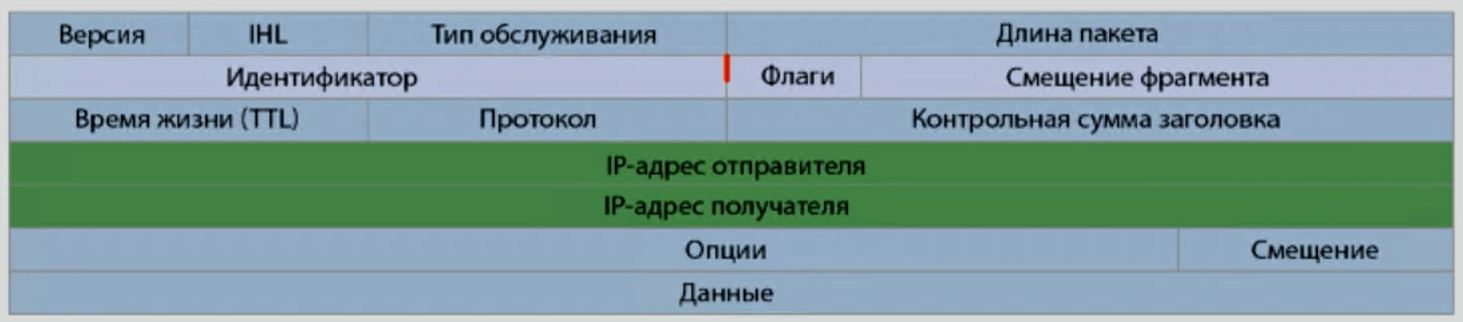 Версия IHL Тип обслуживания Длина пакета
Идентификатор Флаги Смещение фрагмента
Время жизни (TTL) Протокол Контрольная сумма заголовка
IP-адрес отправителя
IP-адрес получателя
Опции Смещение
Данные